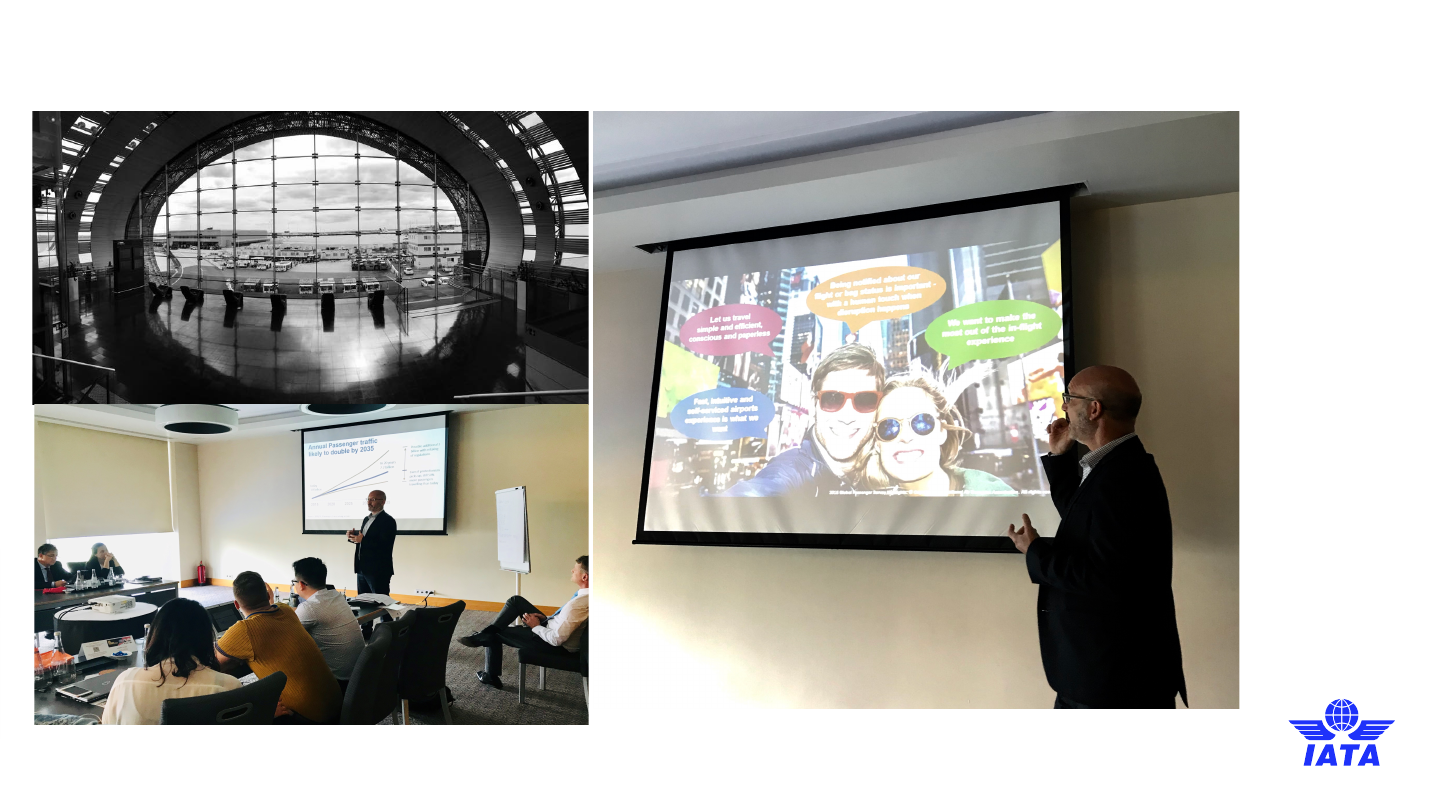 Annual Passenger traffic
likely to double by 2035
Being notified about our
flight or bag status is important -
with a human touch when
disruption happens
Let us travel
simple and efficient,
conscious and paperless
We want to make the
most out of the in-flight
experience
Fast, intuitive and
self-serviced airports
experience is what we
want
IATA